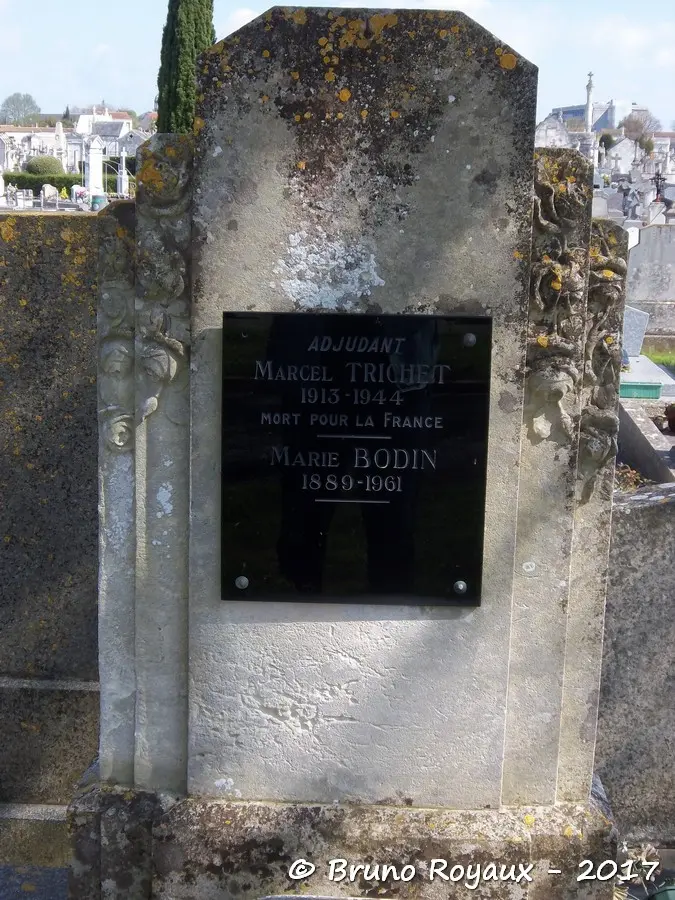 ADJUDANT
MARCEL TRICHET
1913-1944
MORT POUR LA FRANCE
MARIE BODIN
1889-1961
© Bruno Royaux - 2017